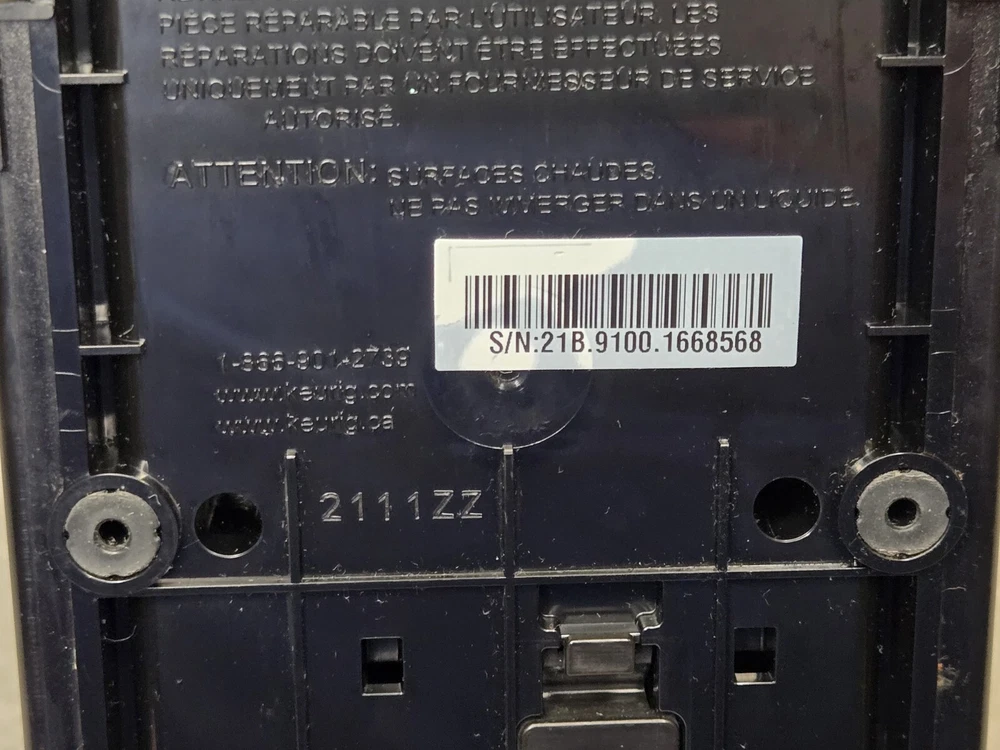 PIÈCE RÉPARABLE PAR L'UTILISATEUR. LES
RÉPARATIONS DOIVENT ÊTRE EFFECTUÉES
UNIQUEMENT PAR UN FOURNISSEUR DE SERVICE
AUTORISÉ.
ATTENTION: SURFACES CHAUDES.
NE PAS IMMERGER DANS UN LIQUIDE.
S/N:21B.9100.1668568
1-866-901-2739
www.keurig.com
www.keurig.ca
2111ZZ